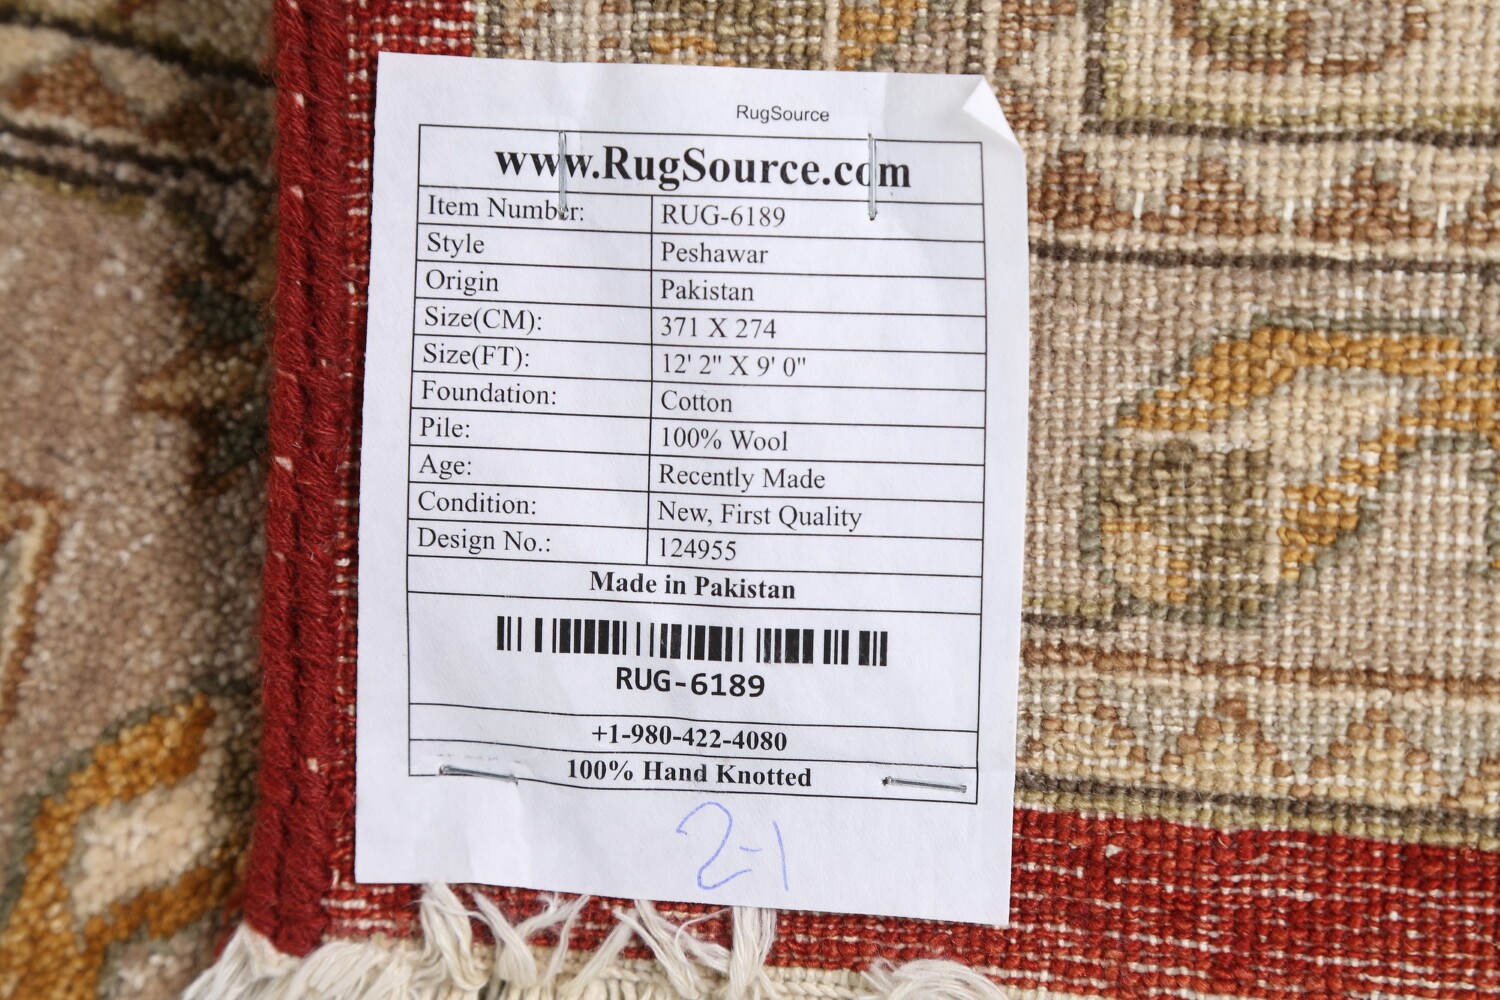 RugSource
www.RugSource.com
Item Number: RUG-6189
Style Peshawar
Origin Pakistan
Size(CM): 371 X 274
Size(FT): 12' 2" X 9' 0"
Foundation: Cotton
Pile: 100% Wool
Age: Recently Made
Condition: New, First Quality
Design No.: 124955
Made in Pakistan
RUG-6189
+1-980-422-4080
100% Hand Knotted
2-1